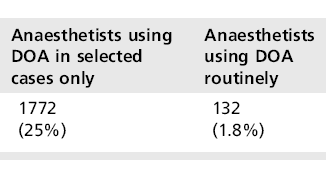 Anaesthetists using
DOA in selected
cases only
Anaesthetists
using DOA
routinely
1772
(25%)
132
(1.8%)